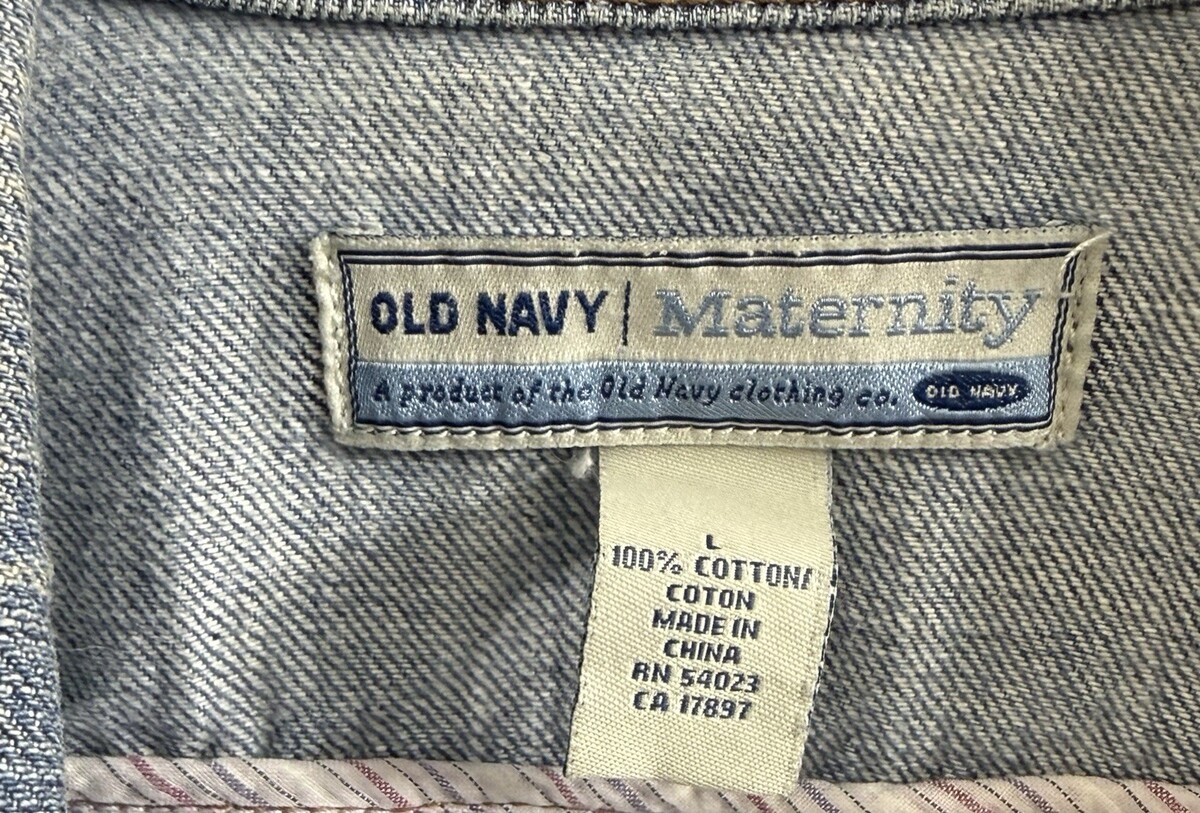 OLD NAVY | Maternity
A product of the Old Navy clothing co. OLD NAVY
L
100% COTTON/
COTON
MADE IN
CHINA
RN 54023
CA 17897